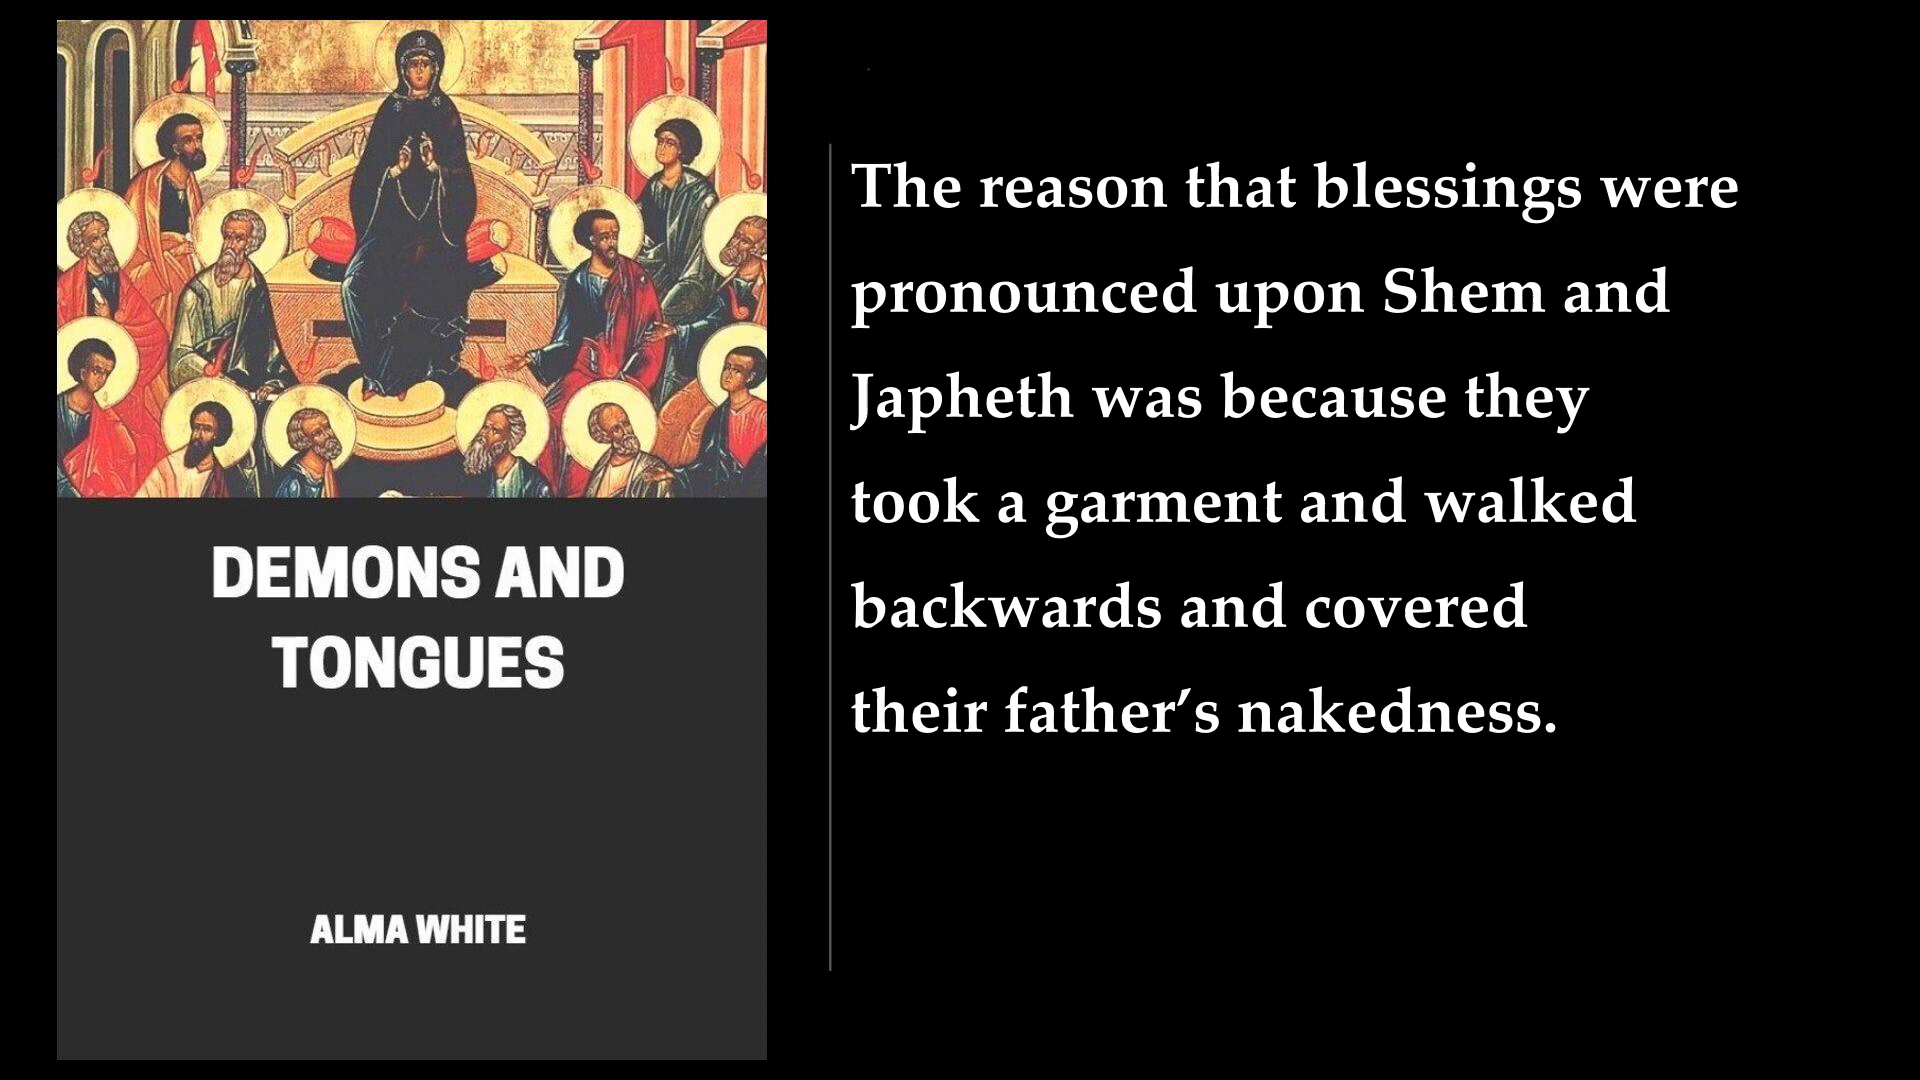 DEMONS AND
TONGUES
ALMA WHITE
The reason that blessings were
pronounced upon Shem and
Japheth was because they
took a garment and walked
backwards and covered
their father’s nakedness.